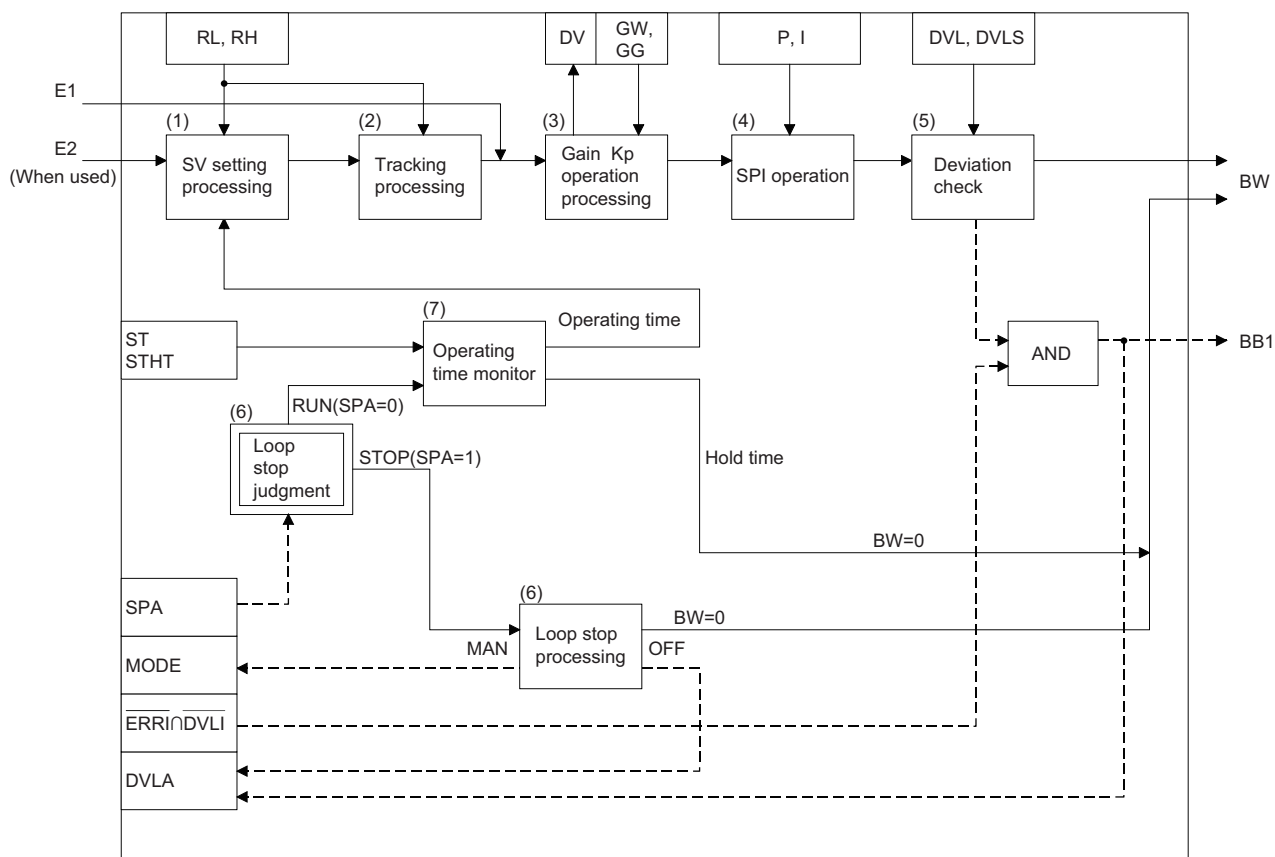 RL, RH
DV
GW,
GG
P, I
DVL, DVLS
E1
E2
(When used)
(1)
SV setting
processing
(2)
Tracking
processing
(3)
Gain Kp
operation
processing
(4)
SPI operation
(5)
Deviation
check
BW
ST
STHT
(7)
Operating
time monitor
Operating time
AND
BB1
RUN(SPA=0)
(6)
Loop
stop
judgment
STOP(SPA=1)
Hold time
BW=0
SPA
MODE
ERRI∩DVLI
DVLA
(6)
Loop stop
processing
MAN
OFF
BW=0